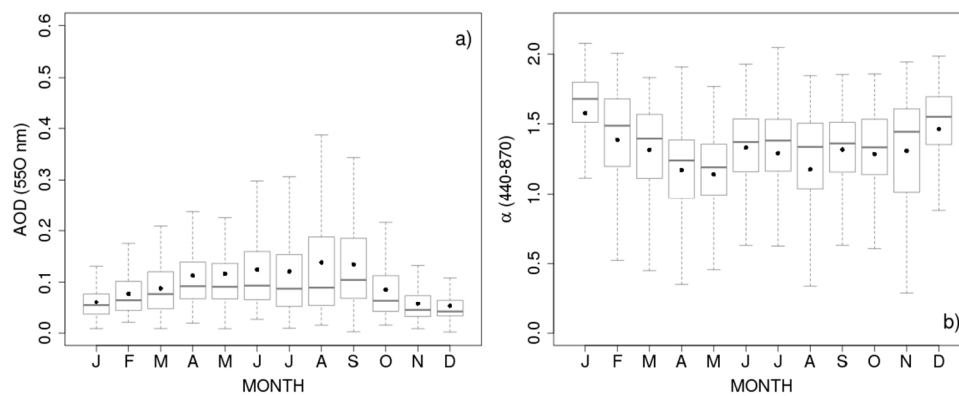 a)
AOD (550 nm)
0.6
0.5
0.4
0.3
0.2
0.1
0.0
J F M A M J J A S O N D
MONTH
b)
α (440-870)
2.0
1.5
1.0
0.5
0.0
J F M A M J J A S O N D
MONTH